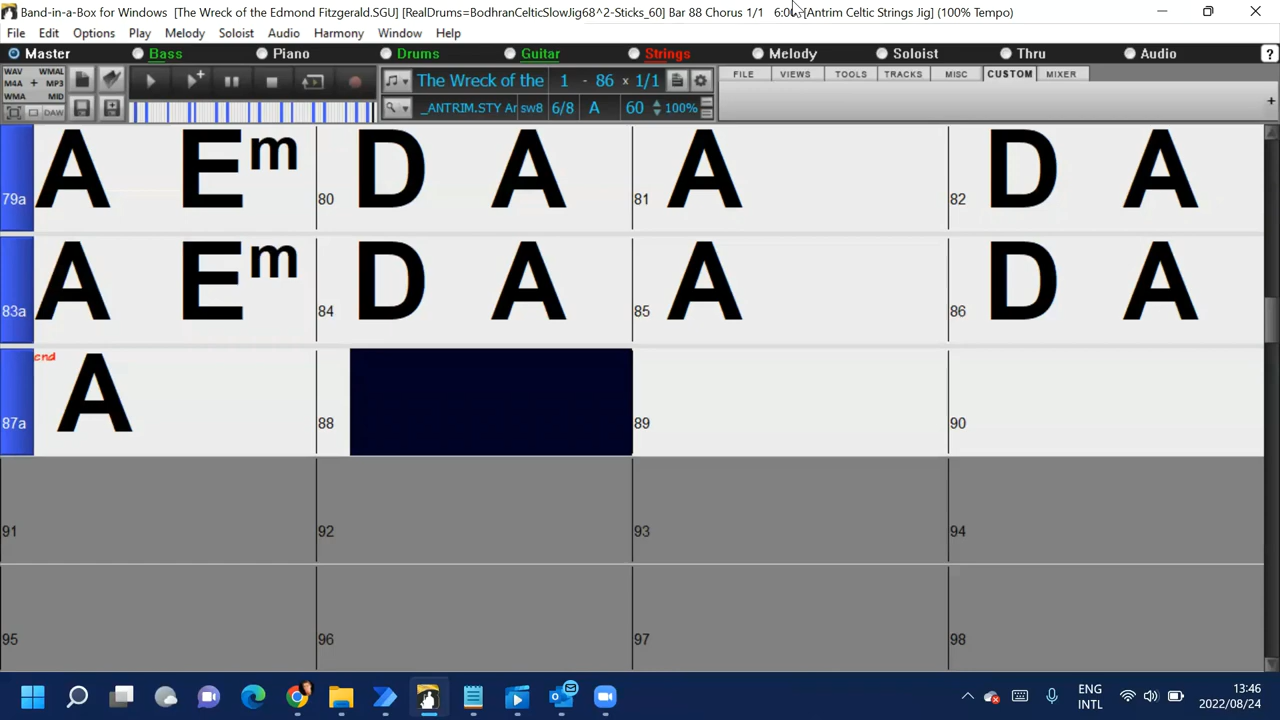 Band-in-a-Box for Windows [The Wreck of the Edmond Fitzgerald.SGU] [RealDrums=BodhranCelticSlowJig68^2-Sticks_60] Bar 88 Chorus 1/1 6:00 [Antrim Celtic Strings Jig] (100% Tempo)
File Edit Options Play Melody Soloist Audio Harmony Window Help
Master Bass Piano Drums Guitar Strings Melody Soloist Thru Audio ?
WAV WMAL
M4A + MP3
WMA MID
DAW
The Wreck of the 1 - 86 x 1/1
_ANTRIM.STY Ar sw8 6/8 A 60 100%
FILE VIEWS TOOLS TRACKS MISC CUSTOM MIXER
+
79a A Em 80 D A 81 A 82 D A
83a A Em 84 D A 85 A 86 D A
end
87a A 88 89 90
91 92 93 94
95 96 97 98
ENG
INTL
13:46
2022/08/24